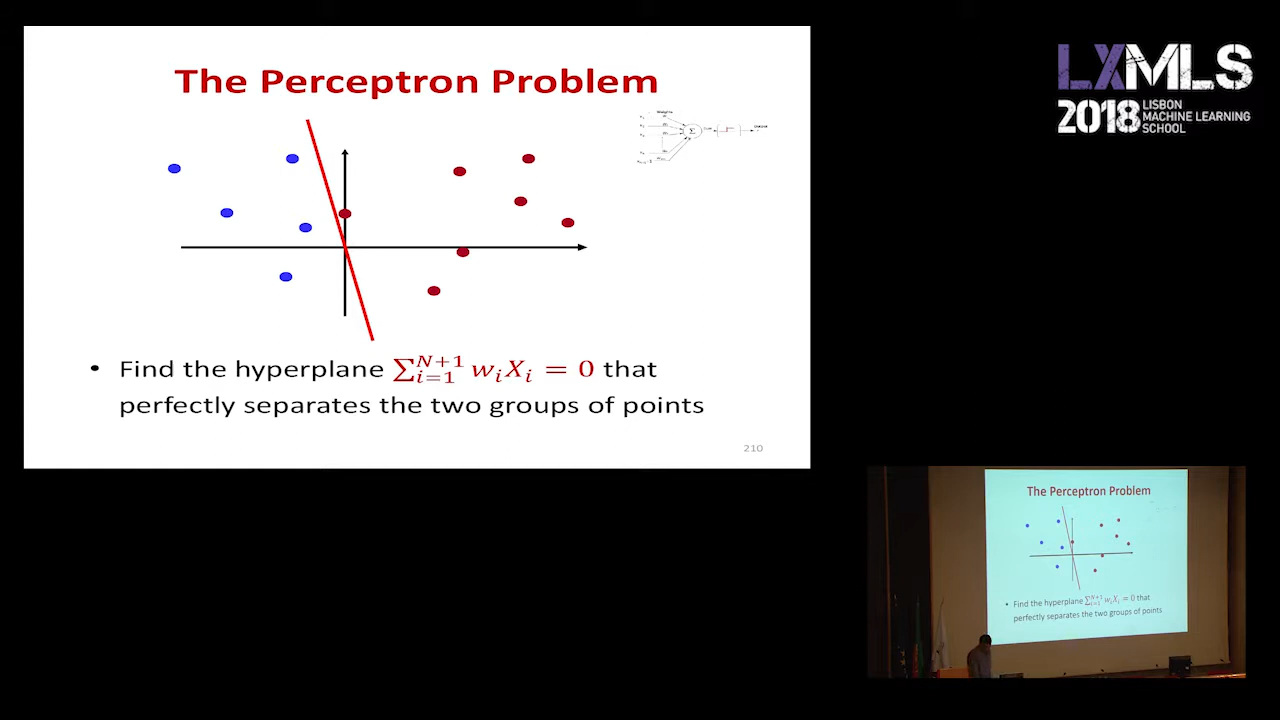 The Perceptron Problem
Weights
Output
• Find the hyperplane ∑_{i=1}^{N+1} w_i X_i = 0 that
perfectly separates the two groups of points
210
LXMLS
2018 LISBON
MACHINE LEARNING
SCHOOL
The Perceptron Problem
• Find the hyperplane ∑_{i=1}^{N+1} w_i X_i = 0 that
perfectly separates the two groups of points